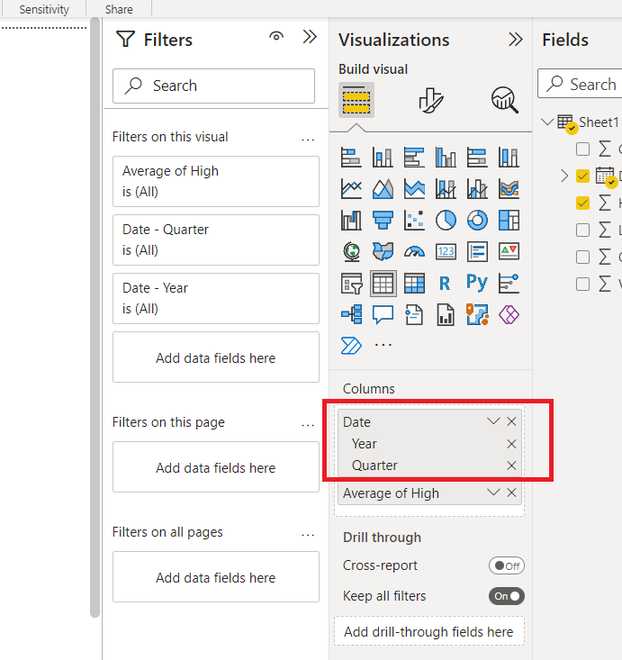 Sensitivity
Share
Filters
Search
Filters on this visual
...
Average of High
is (All)
Date - Quarter
is (All)
Date - Year
is (All)
Add data fields here
Filters on this page
...
Add data fields here
Filters on all pages
...
Add data fields here
Visualizations
Build visual
123
R
Py
...
Columns
Date
Year
Quarter
Average of High
Drill through
Cross-report
Off
Keep all filters
On
Add drill-through fields here
Fields
Search
Sheet1